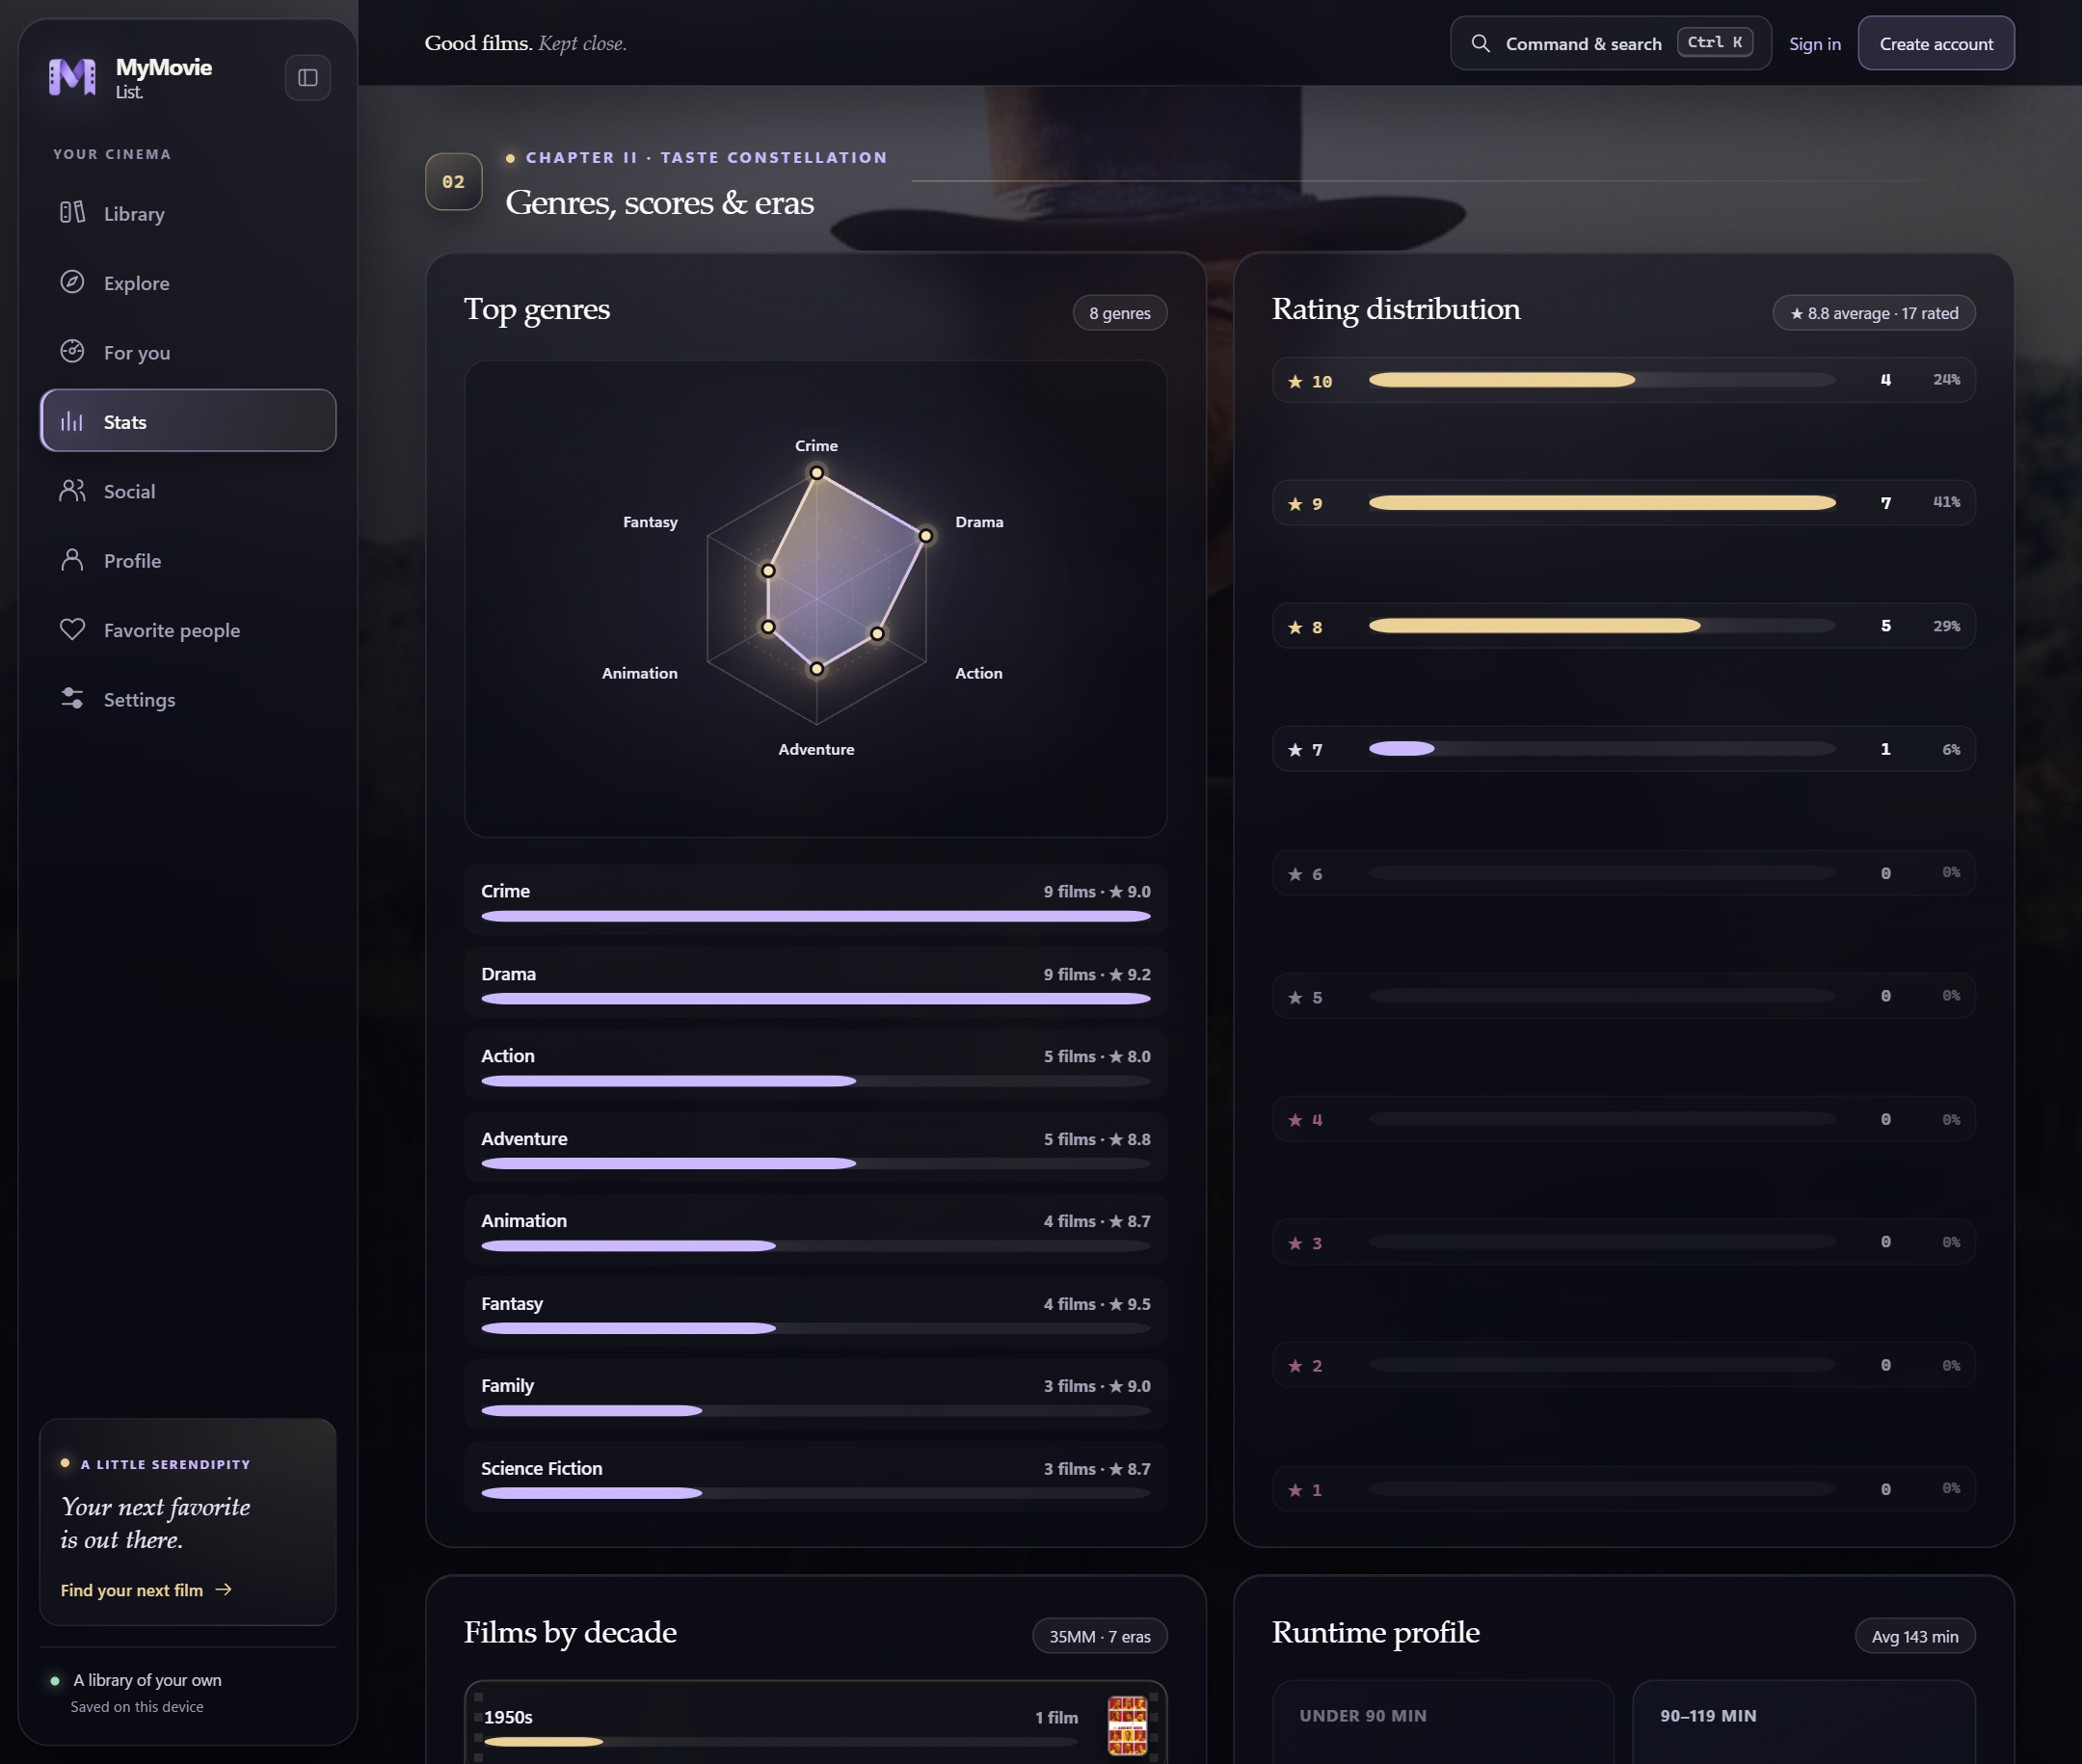 MyMovie
List.
YOUR CINEMA
Library
Explore
For you
Stats
Social
Profile
Favorite people
Settings
A LITTLE SERENDIPITY
Your next favorite
is out there.
Find your next film →
A library of your own
Saved on this device
Good films. Kept close.
Command & search Ctrl K
Sign in
Create account
02
CHAPTER II · TASTE CONSTELLATION
Genres, scores & eras
Top genres
8 genres
Crime
Fantasy
Drama
Animation
Action
Adventure
Crime 9 films · ★ 9.0
Drama 9 films · ★ 9.2
Action 5 films · ★ 8.0
Adventure 5 films · ★ 8.8
Animation 4 films · ★ 8.7
Fantasy 4 films · ★ 9.5
Family 3 films · ★ 9.0
Science Fiction 3 films · ★ 8.7
Rating distribution
★ 8.8 average · 17 rated
★ 10 4 24%
★ 9 7 41%
★ 8 5 29%
★ 7 1 6%
★ 6 0 0%
★ 5 0 0%
★ 4 0 0%
★ 3 0 0%
★ 2 0 0%
★ 1 0 0%
Films by decade
35MM · 7 eras
1950s 1 film
Runtime profile
Avg 143 min
UNDER 90 MIN
90–119 MIN